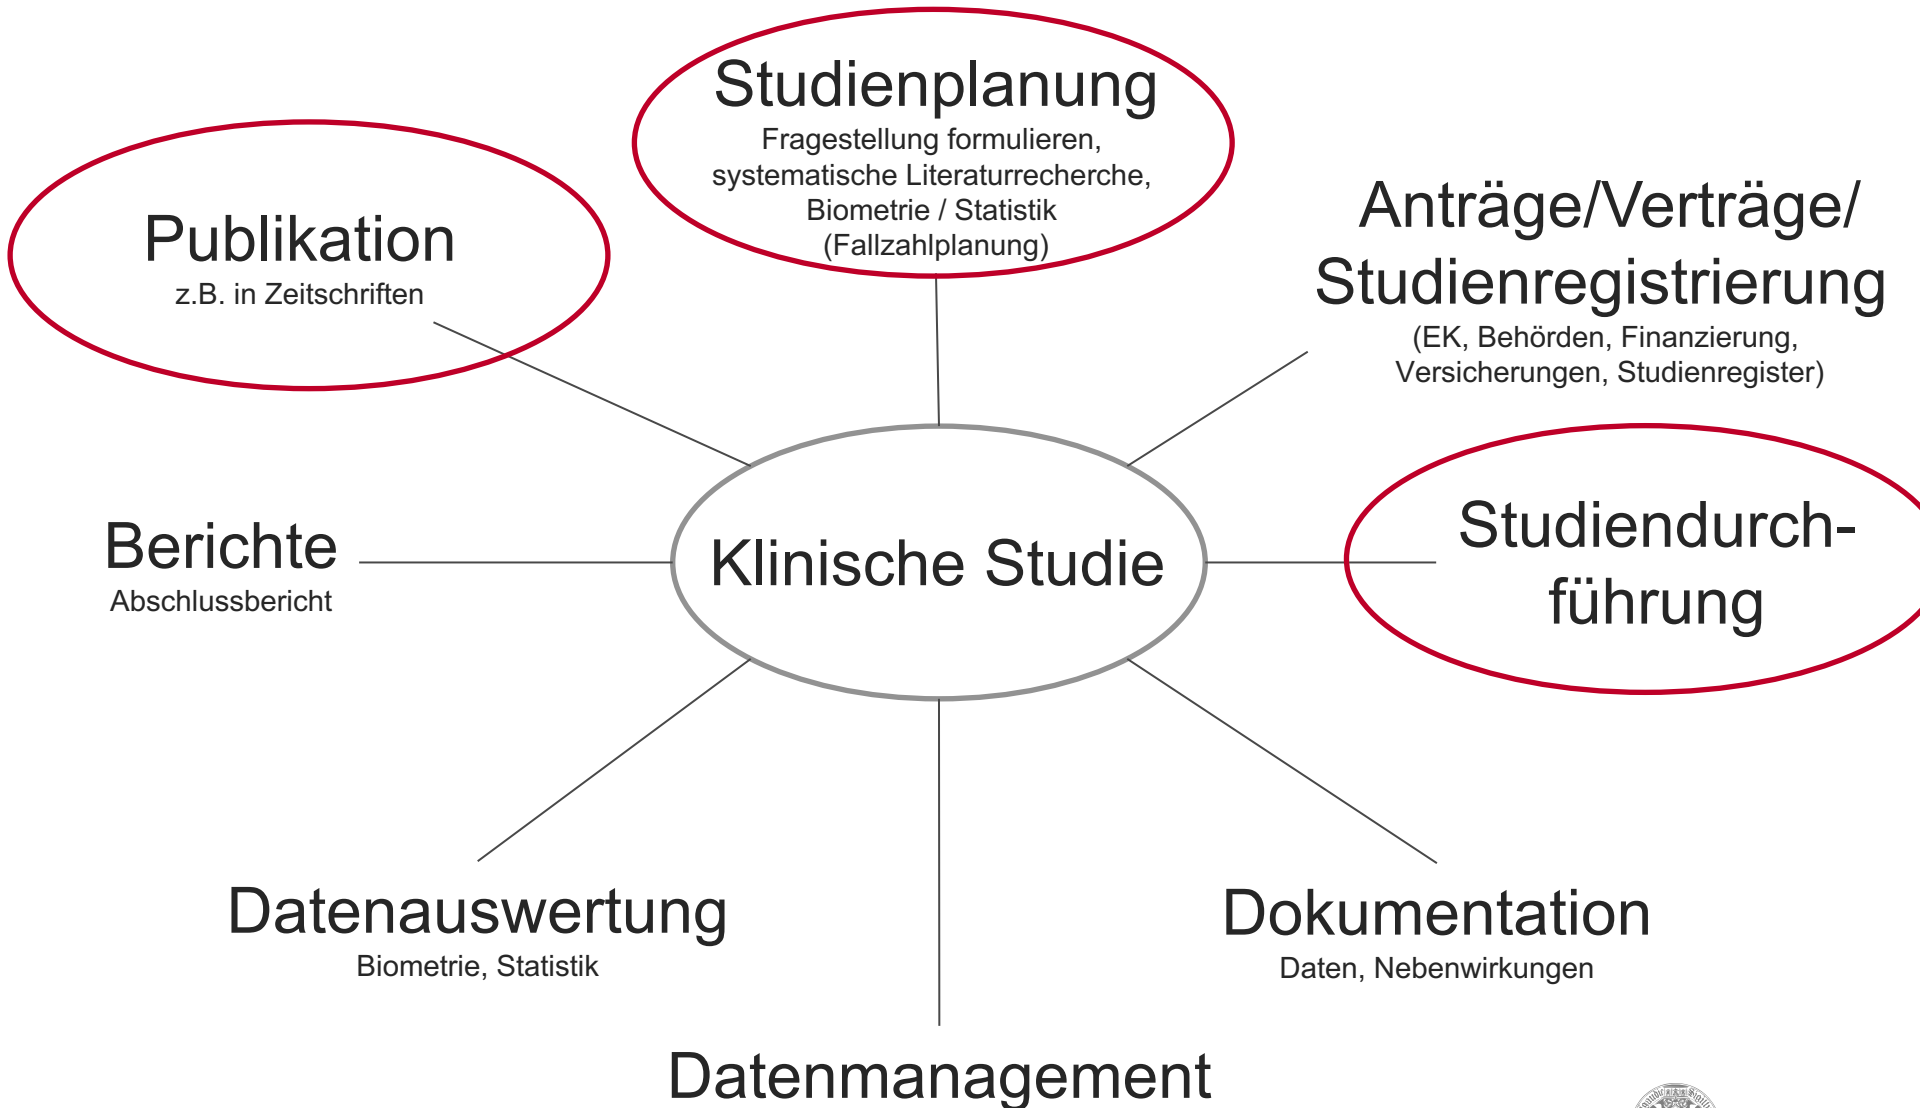 Studienplanung
Fragestellung formulieren,
systematische Literaturrecherche,
Biometrie / Statistik
(Fallzahlplanung)
Publikation
z.B. in Zeitschriften
Anträge/Verträge/
Studienregistrierung
(EK, Behörden, Finanzierung,
Versicherungen, Studienregister)
Klinische Studie
Studiendurch-
führung
Berichte
Abschlussbericht
Datenauswertung
Biometrie, Statistik
Dokumentation
Daten, Nebenwirkungen
Datenmanagement